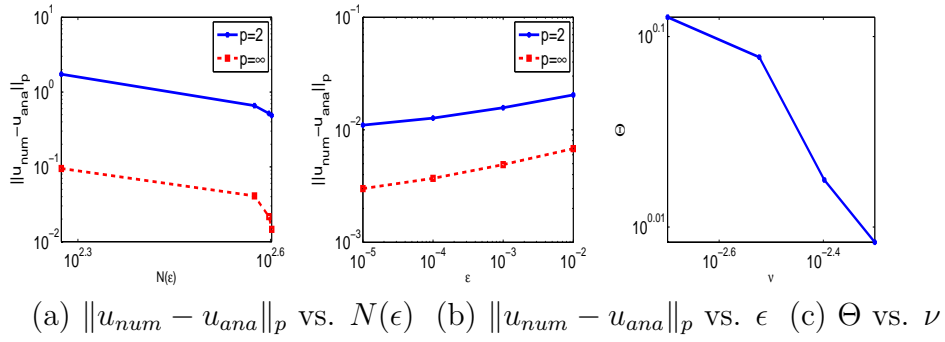 10^1
10^0
10^-1
10^-2
||u_num-u_ana||_p
p=2
p=∞
10^2.3
10^2.6
N(ε)
10^-1
10^-2
10^-3
||u_num-u_ana||_p
p=2
p=∞
10^-5
10^-4
10^-3
10^-2
ε
10^0.1
10^0.01
Θ
10^-2.6
10^-2.4
ν
(a) ‖u_num − u_ana‖_p vs. N(ϵ) (b) ‖u_num − u_ana‖_p vs. ϵ (c) Θ vs. ν